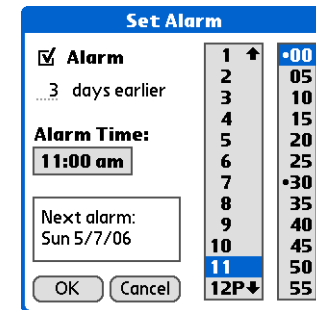 Set Alarm
Alarm
3 days earlier
Alarm Time:
11:00 am
Next alarm:
Sun 5/7/06
OK Cancel
1
2
3
4
5
6
7
8
9
10
11
12P
•00
05
10
15
20
25
•30
35
40
45
50
55